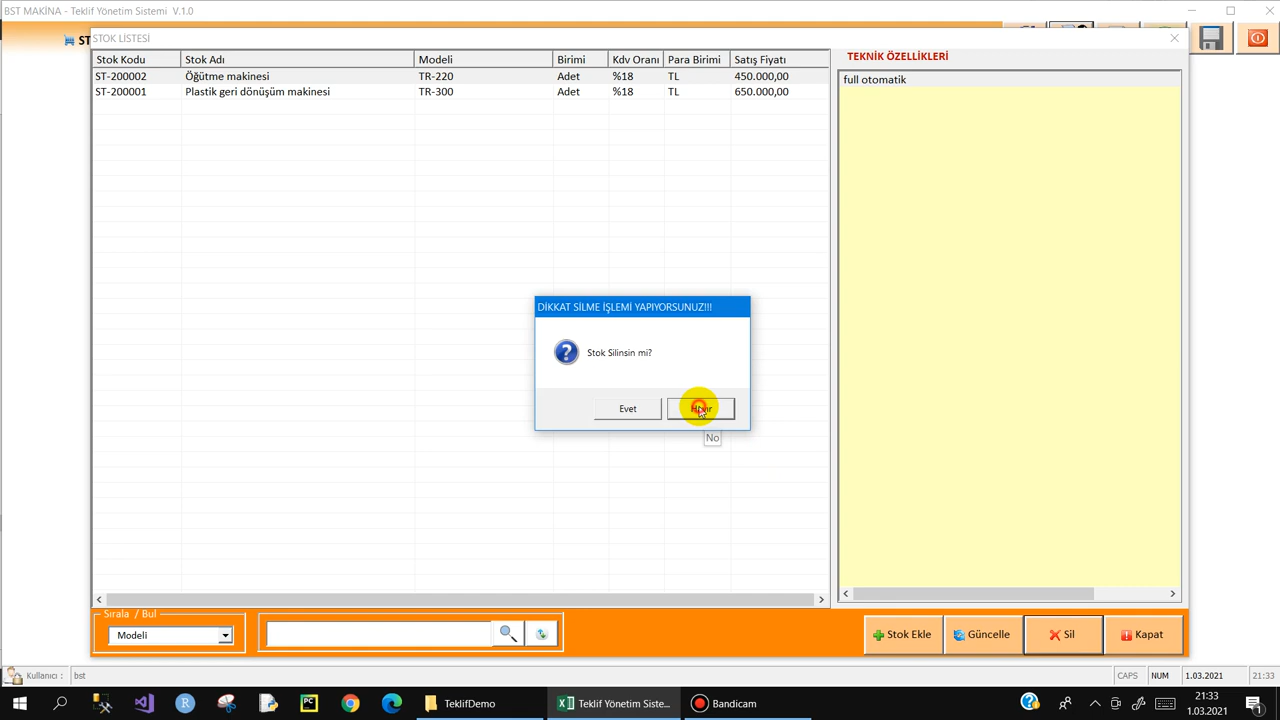 BST MAKİNA - Teklif Yönetim Sistemi V.1.0
ST
STOK LİSTESİ
Stok Kodu Stok Adı Modeli Birimi Kdv Oranı Para Birimi Satış Fiyatı
ST-200002 Öğütme makinesi TR-220 Adet %18 TL 450.000,00
ST-200001 Plastik geri dönüşüm makinesi TR-300 Adet %18 TL 650.000,00
TEKNİK ÖZELLİKLERİ
full otomatik
DİKKAT SİLME İŞLEMİ YAPIYORSUNUZ!!!
Stok Silinsin mi?
Evet
No
Sırala / Bul
Modeli
Stok Ekle Güncelle Sil Kapat
Kullanıcı : bst CAPS NUM 1.03.2021 21:33
TeklifDemo Teklif Yönetim Siste... Bandicam
21:33
1.03.2021